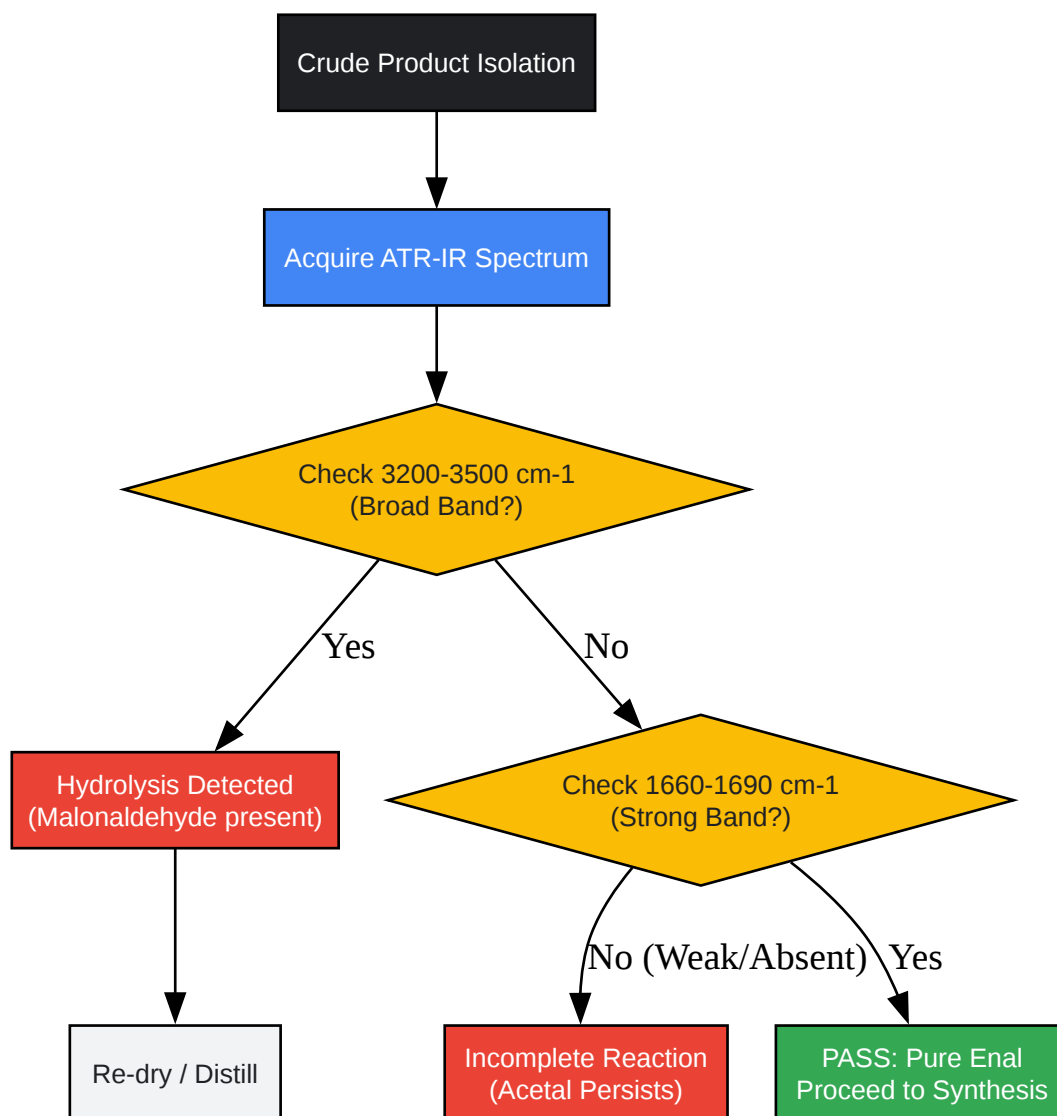 Crude Product Isolation
Acquire ATR-IR Spectrum
Check 3200-3500 cm-1
(Broad Band?)
Yes
No
Hydrolysis Detected
(Malonaldehyde present)
Check 1660-1690 cm-1
(Strong Band?)
No (Weak/Absent)
Yes
Re-dry / Distill
Incomplete Reaction
(Acetal Persists)
PASS: Pure Enal
Proceed to Synthesis